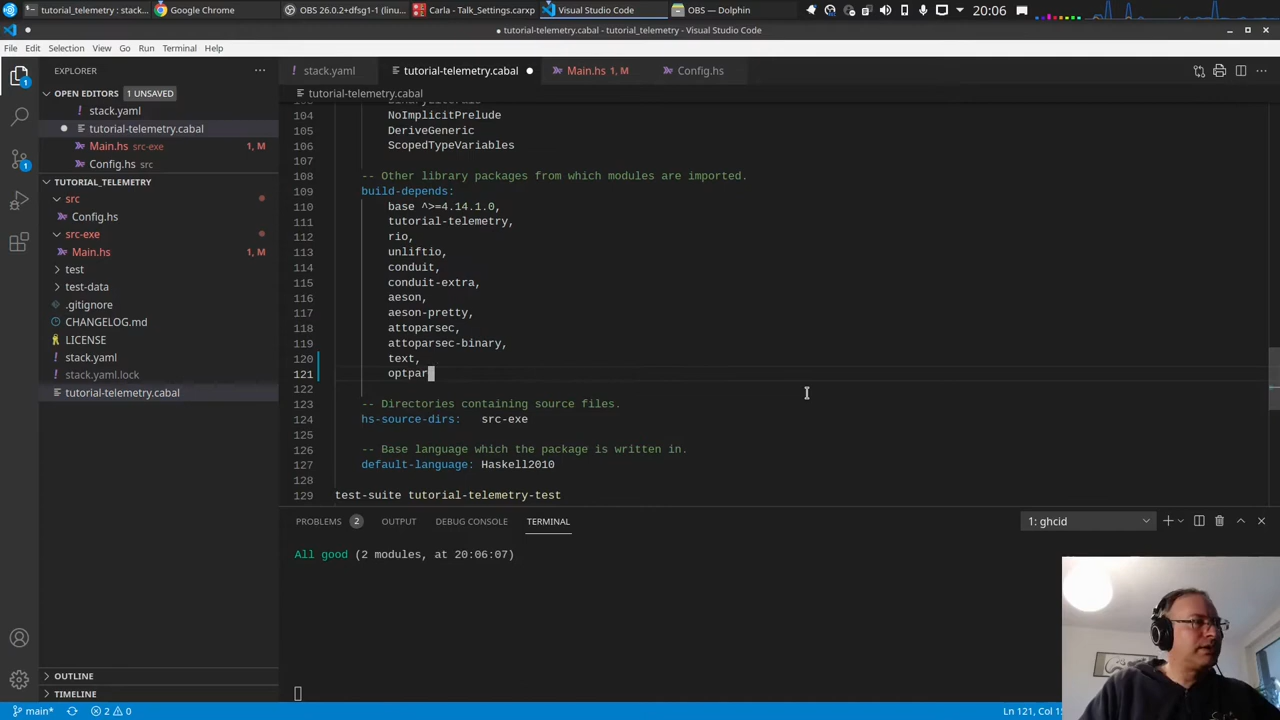 tutorial_telemetry : stack...
Google Chrome
OBS 26.0.2+dfsg1-1 (linu...
Carla - Talk_Settings.carxp
Visual Studio Code
OBS — Dolphin
20:06
● tutorial-telemetry.cabal - tutorial_telemetry - Visual Studio Code
File Edit Selection View Go Run Terminal Help
EXPLORER
OPEN EDITORS 1 UNSAVED
stack.yaml
tutorial-telemetry.cabal
Main.hs src-exe 1, M
Config.hs src
TUTORIAL_TELEMETRY
src
Config.hs
src-exe
Main.hs 1, M
test
test-data
.gitignore
CHANGELOG.md
LICENSE
stack.yaml
stack.yaml.lock
tutorial-telemetry.cabal
OUTLINE
TIMELINE
stack.yaml
tutorial-telemetry.cabal
Main.hs 1, M
Config.hs
tutorial-telemetry.cabal
103 BinaryLiterals
104 NoImplicitPrelude
105 DeriveGeneric
106 ScopedTypeVariables
107
108 -- Other library packages from which modules are imported.
109 build-depends:
110 base ^>=4.14.1.0,
111 tutorial-telemetry,
112 rio,
113 unliftio,
114 conduit,
115 conduit-extra,
116 aeson,
117 aeson-pretty,
118 attoparsec,
119 attoparsec-binary,
120 text,
121 optpar
122
123 -- Directories containing source files.
124 hs-source-dirs: src-exe
125
126 -- Base language which the package is written in.
127 default-language: Haskell2010
128
129 test-suite tutorial-telemetry-test
PROBLEMS 2 OUTPUT DEBUG CONSOLE TERMINAL
1: ghcid
All good (2 modules, at 20:06:07)
main* 2 0
Ln 121, Col 1